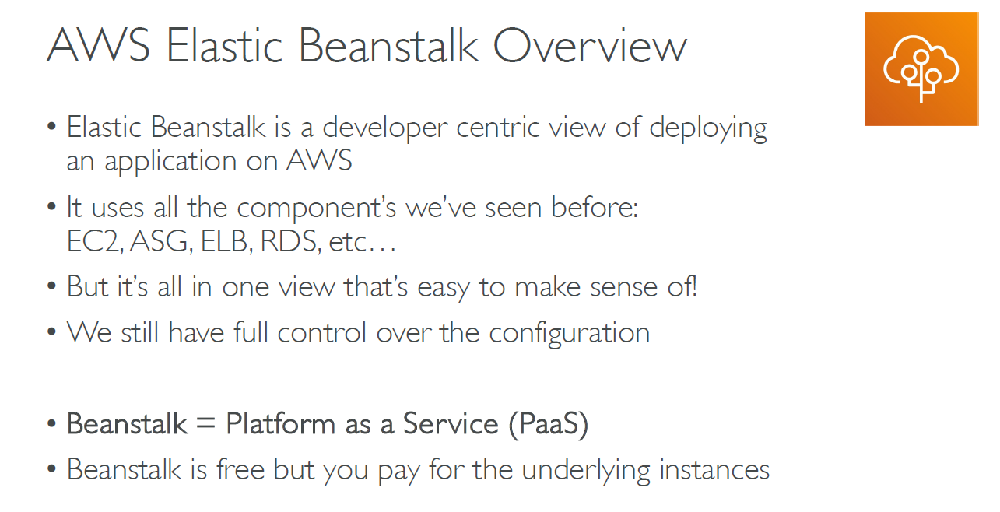 AWS Elastic Beanstalk Overview
• Elastic Beanstalk is a developer centric view of deploying
an application on AWS
• It uses all the component’s we’ve seen before:
EC2, ASG, ELB, RDS, etc…
• But it’s all in one view that’s easy to make sense of!
• We still have full control over the configuration
• Beanstalk = Platform as a Service (PaaS)
• Beanstalk is free but you pay for the underlying instances